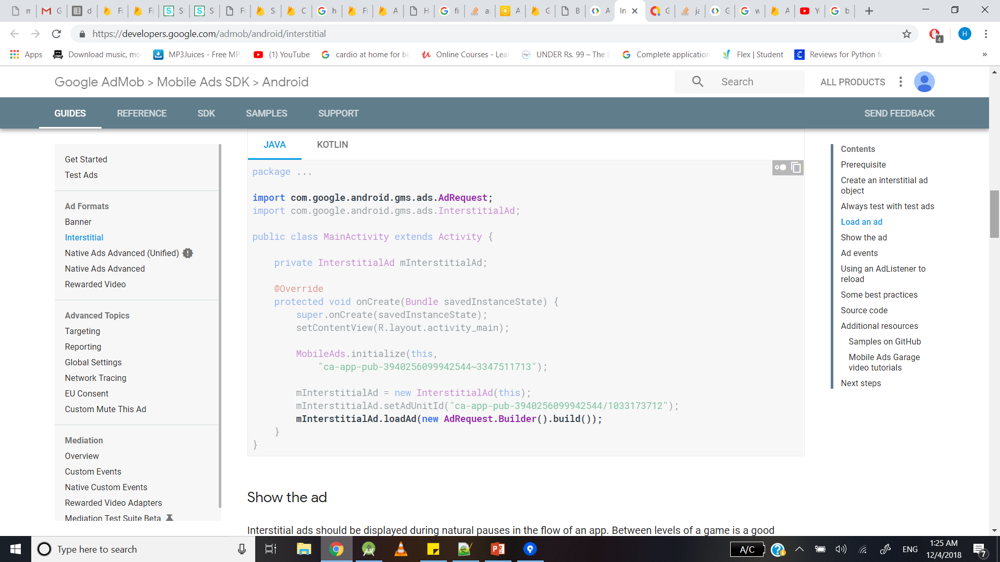 https://developers.google.com/admob/android/interstitial
4
H
Apps
Download music, mo
MP3Juices - Free MP3
(1) YouTube
cardio at home for be
Online Courses - Lear
UNDER Rs. 99 – The E
Complete application
Flex | Student
Reviews for Python fo
»
Google AdMob > Mobile Ads SDK > Android
Search
ALL PRODUCTS
GUIDES
REFERENCE
SDK
SAMPLES
SUPPORT
SEND FEEDBACK
Get Started
Test Ads
Ad Formats
Banner
Interstitial
Native Ads Advanced (Unified)
Native Ads Advanced
Rewarded Video
Advanced Topics
Targeting
Reporting
Global Settings
Network Tracing
EU Consent
Custom Mute This Ad
Mediation
Overview
Custom Events
Native Custom Events
Rewarded Video Adapters
Mediation Test Suite Beta
JAVA
KOTLIN
package ...
import com.google.android.gms.ads.AdRequest;
import com.google.android.gms.ads.InterstitialAd;
public class MainActivity extends Activity {
private InterstitialAd mInterstitialAd;
@Override
protected void onCreate(Bundle savedInstanceState) {
super.onCreate(savedInstanceState);
setContentView(R.layout.activity_main);
MobileAds.initialize(this,
"ca-app-pub-3940256099942544~3347511713");
mInterstitialAd = new InterstitialAd(this);
mInterstitialAd.setAdUnitId("ca-app-pub-3940256099942544/1033173712");
mInterstitialAd.loadAd(new AdRequest.Builder().build());
}
}
Show the ad
Interstitial ads should be displayed during natural pauses in the flow of an app. Between levels of a game is a good
Contents
Prerequisite
Create an interstitial ad
object
Always test with test ads
Load an ad
Show the ad
Ad events
Using an AdListener to
reload
Some best practices
Source code
Additional resources
Samples on GitHub
Mobile Ads Garage
video tutorials
Next steps
Type here to search
A/C
ENG
1:25 AM
12/4/2018
7